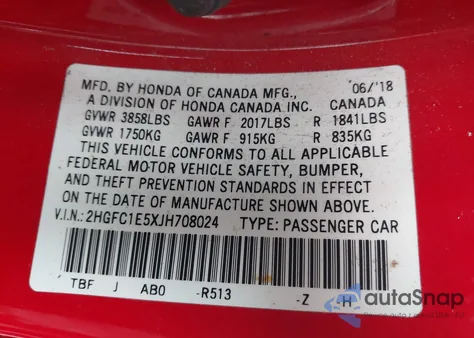 MFD. BY HONDA OF CANADA MFG., 06/'18
A DIVISION OF HONDA CANADA INC. CANADA
GVWR 3858LBS GAWR F 2017LBS R 1841LBS
GVWR 1750KG GAWR F 915KG R 835KG
THIS VEHICLE CONFORMS TO ALL APPLICABLE
FEDERAL MOTOR VEHICLE SAFETY, BUMPER,
AND THEFT PREVENTION STANDARDS IN EFFECT
ON THE DATE OF MANUFACTURE SHOWN ABOVE.
V.I.N.: 2HGFC1E5XJH708024 TYPE: PASSENGER CAR
TBF J AB0 -R513 -Z -H
autoSnap